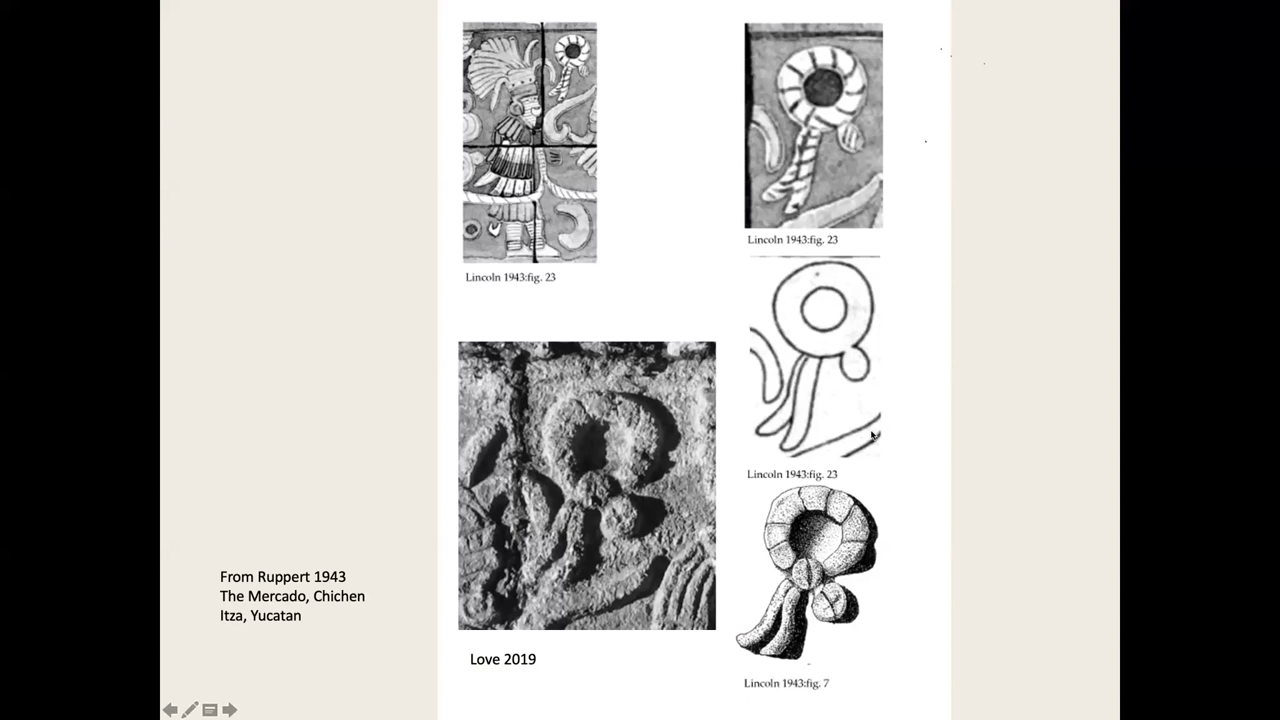 Lincoln 1943:fig. 23
Lincoln 1943:fig. 23
Lincoln 1943:fig. 23
From Ruppert 1943
The Mercado, Chichen
Itza, Yucatan
Love 2019
Lincoln 1943:fig. 7